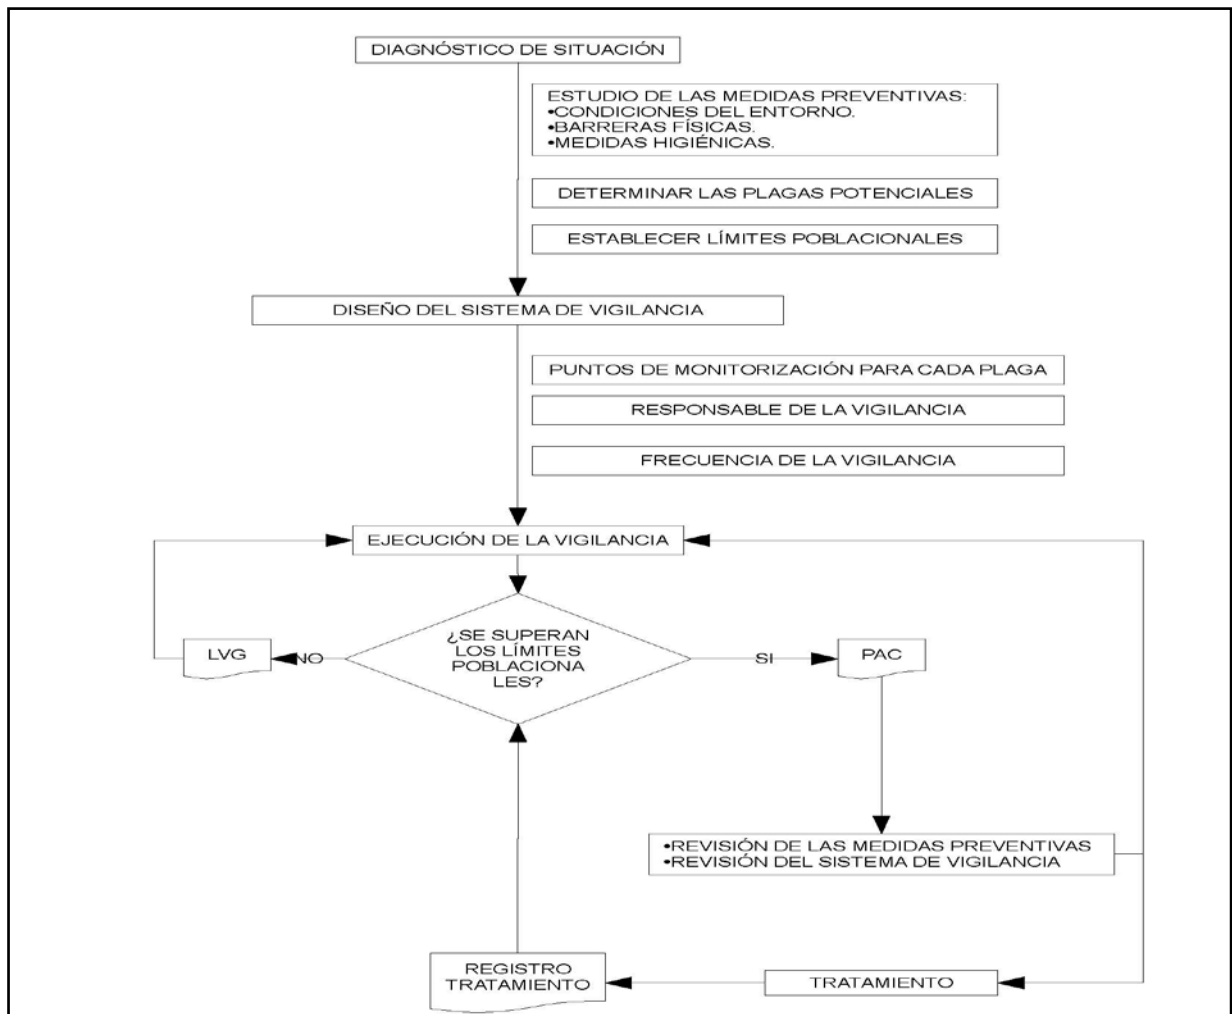 DIAGNÓSTICO DE SITUACIÓN
ESTUDIO DE LAS MEDIDAS PREVENTIVAS:
•CONDICIONES DEL ENTORNO.
•BARRERAS FÍSICAS.
•MEDIDAS HIGIÉNICAS.
DETERMINAR LAS PLAGAS POTENCIALES
ESTABLECER LÍMITES POBLACIONALES
DISEÑO DEL SISTEMA DE VIGILANCIA
PUNTOS DE MONITORIZACIÓN PARA CADA PLAGA
RESPONSABLE DE LA VIGILANCIA
FRECUENCIA DE LA VIGILANCIA
EJECUCIÓN DE LA VIGILANCIA
¿SE SUPERAN
LOS LÍMITES
POBLACIONA
LES?
LVG
NO
SI
PAC
•REVISIÓN DE LAS MEDIDAS PREVENTIVAS
•REVISIÓN DEL SISTEMA DE VIGILANCIA
REGISTRO
TRATAMIENTO
TRATAMIENTO